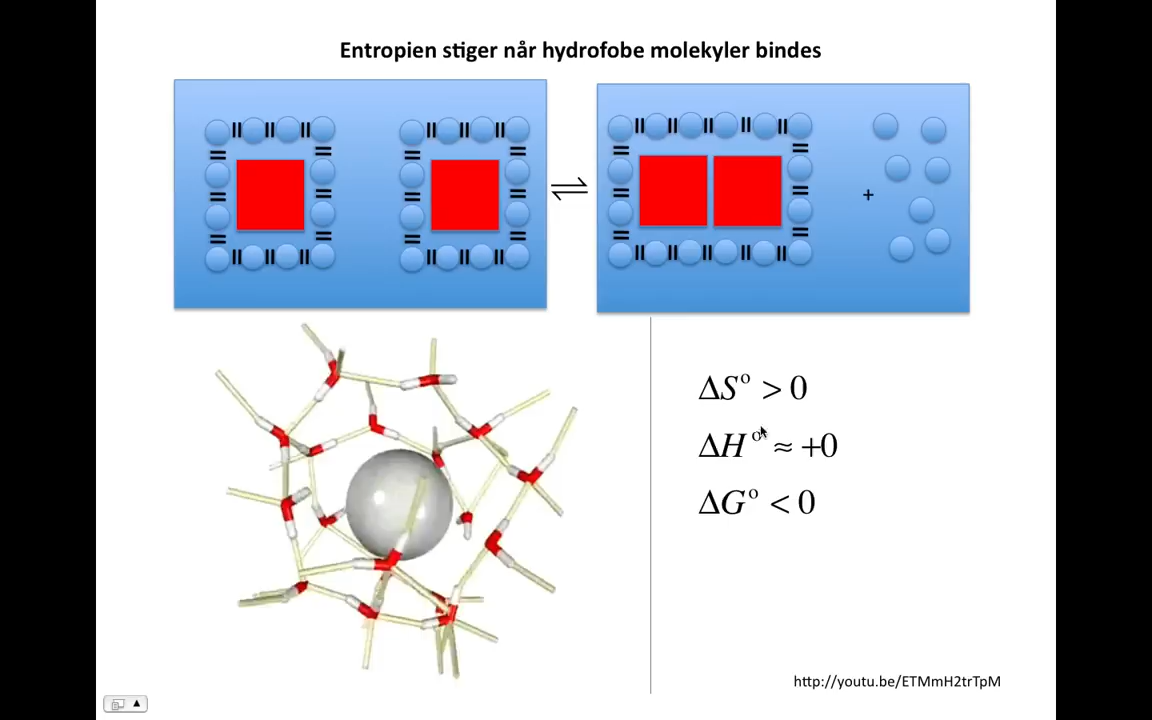 Entropien stiger når hydrofobe molekyler bindes
+
ΔS° > 0
ΔH° ≈ +0
ΔG° < 0
http://youtu.be/ETMmH2trTpM